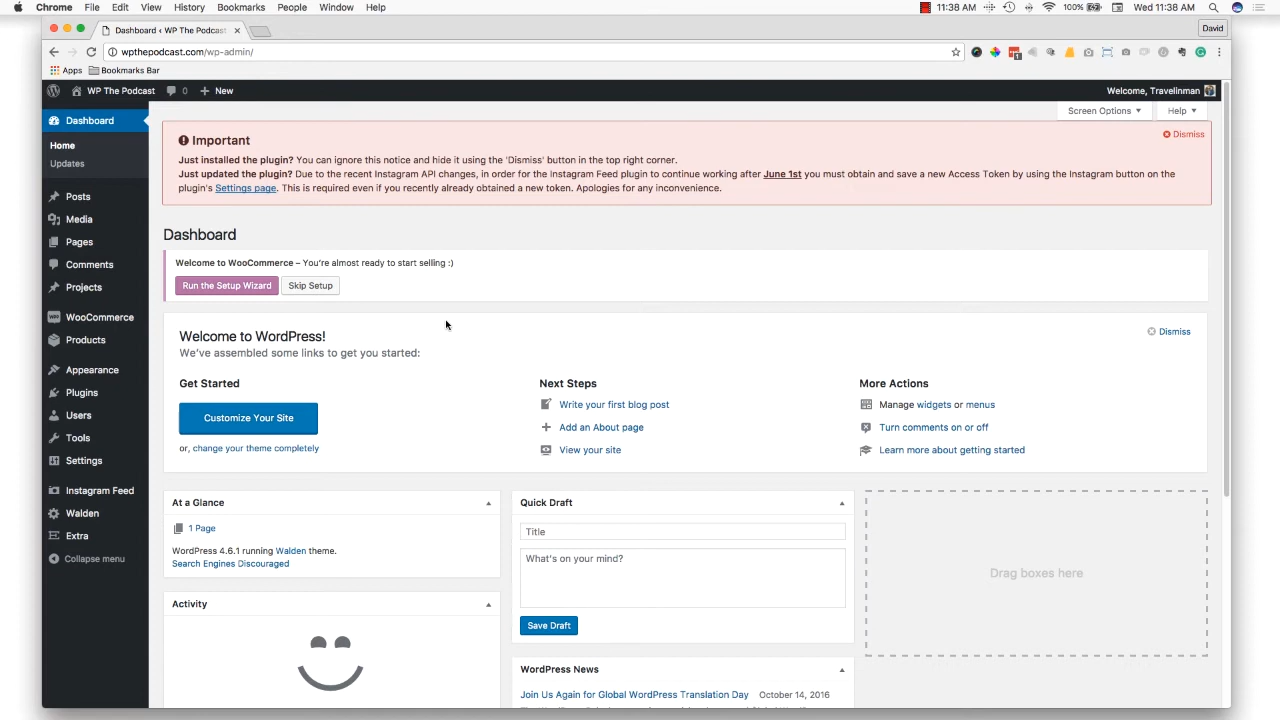 Chrome File Edit View History Bookmarks People Window Help 11:38 AM 100% Wed 11:38 AM
Dashboard ‹ WP The Podcast × David
wpthepodcast.com/wp-admin/
Apps Bookmarks Bar
WP The Podcast 0 + New Welcome, Travelinman
Screen Options Help
Dashboard
Home
Updates
Posts
Media
Pages
Comments
Projects
WooCommerce
Products
Appearance
Plugins
Users
Tools
Settings
Instagram Feed
Walden
Extra
Collapse menu
Important
Dismiss
Just installed the plugin? You can ignore this notice and hide it using the 'Dismiss' button in the top right corner.
Just updated the plugin? Due to the recent Instagram API changes, in order for the Instagram Feed plugin to continue working after June 1st you must obtain and save a new Access Token by using the Instagram button on the
plugin's Settings page. This is required even if you recently already obtained a new token. Apologies for any inconvenience.
Dashboard
Welcome to WooCommerce – You're almost ready to start selling :)
Run the Setup Wizard Skip Setup
Welcome to WordPress!
Dismiss
We've assembled some links to get you started:
Get Started
Customize Your Site
or, change your theme completely
Next Steps
Write your first blog post
Add an About page
View your site
More Actions
Manage widgets or menus
Turn comments on or off
Learn more about getting started
At a Glance
1 Page
WordPress 4.6.1 running Walden theme.
Search Engines Discouraged
Activity
Quick Draft
Title
What's on your mind?
Save Draft
WordPress News
Join Us Again for Global WordPress Translation Day October 14, 2016
Drag boxes here